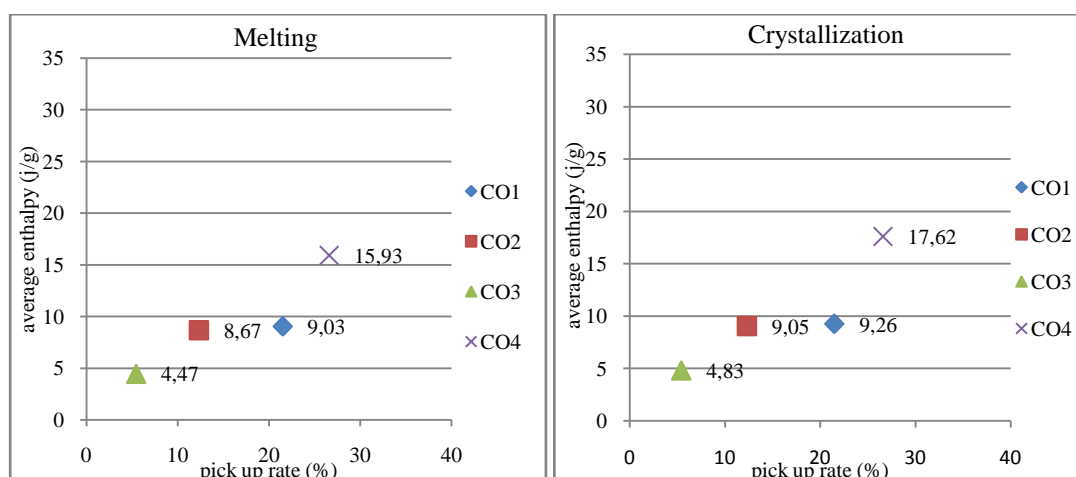 Melting
average enthalpy (j/g)
35
30
25
20
15
10
5
0
15,93
8,67
9,03
4,47
0
10
20
30
40
pick up rate (%)
CO1
CO2
CO3
CO4
Crystallization
average enthalpy (j/g)
35
30
25
20
15
10
5
0
17,62
9,05
9,26
4,83
0
10
20
30
40
pick up rate (%)
CO1
CO2
CO3
CO4